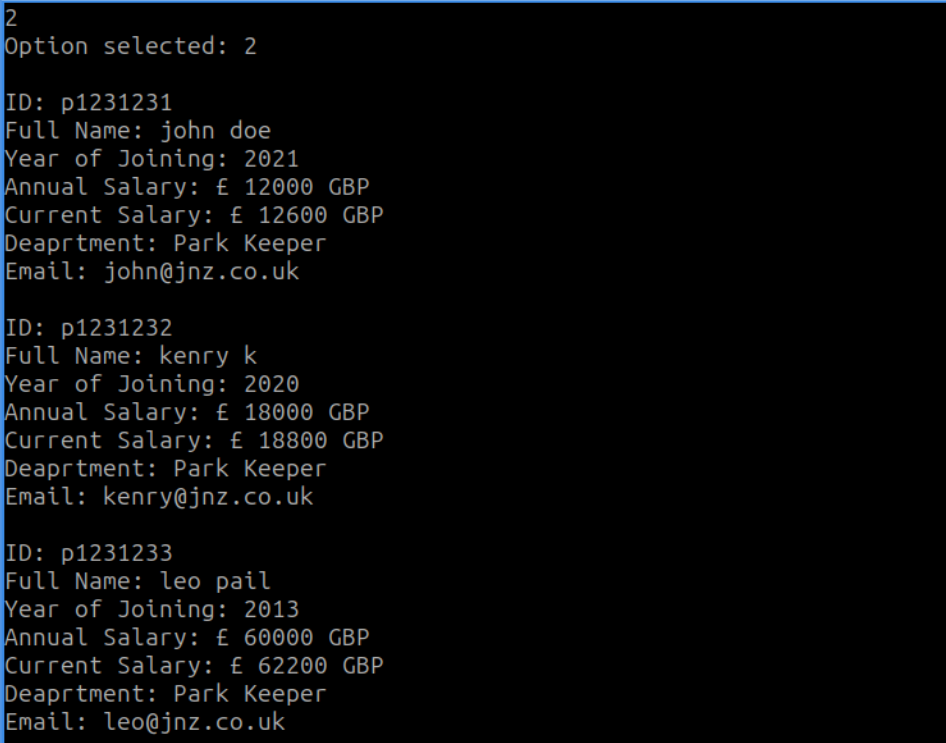 2
Option selected: 2
ID: p1231231
Full Name: john doe
Year of Joining: 2021
Annual Salary: £ 12000 GBP
Current Salary: £ 12600 GBP
Deaprtment: Park Keeper
Email: john@jnz.co.uk
ID: p1231232
Full Name: kenry k
Year of Joining: 2020
Annual Salary: £ 18000 GBP
Current Salary: £ 18800 GBP
Deaprtment: Park Keeper
Email: kenry@jnz.co.uk
ID: p1231233
Full Name: leo pail
Year of Joining: 2013
Annual Salary: £ 60000 GBP
Current Salary: £ 62200 GBP
Deaprtment: Park Keeper
Email: leo@jnz.co.uk